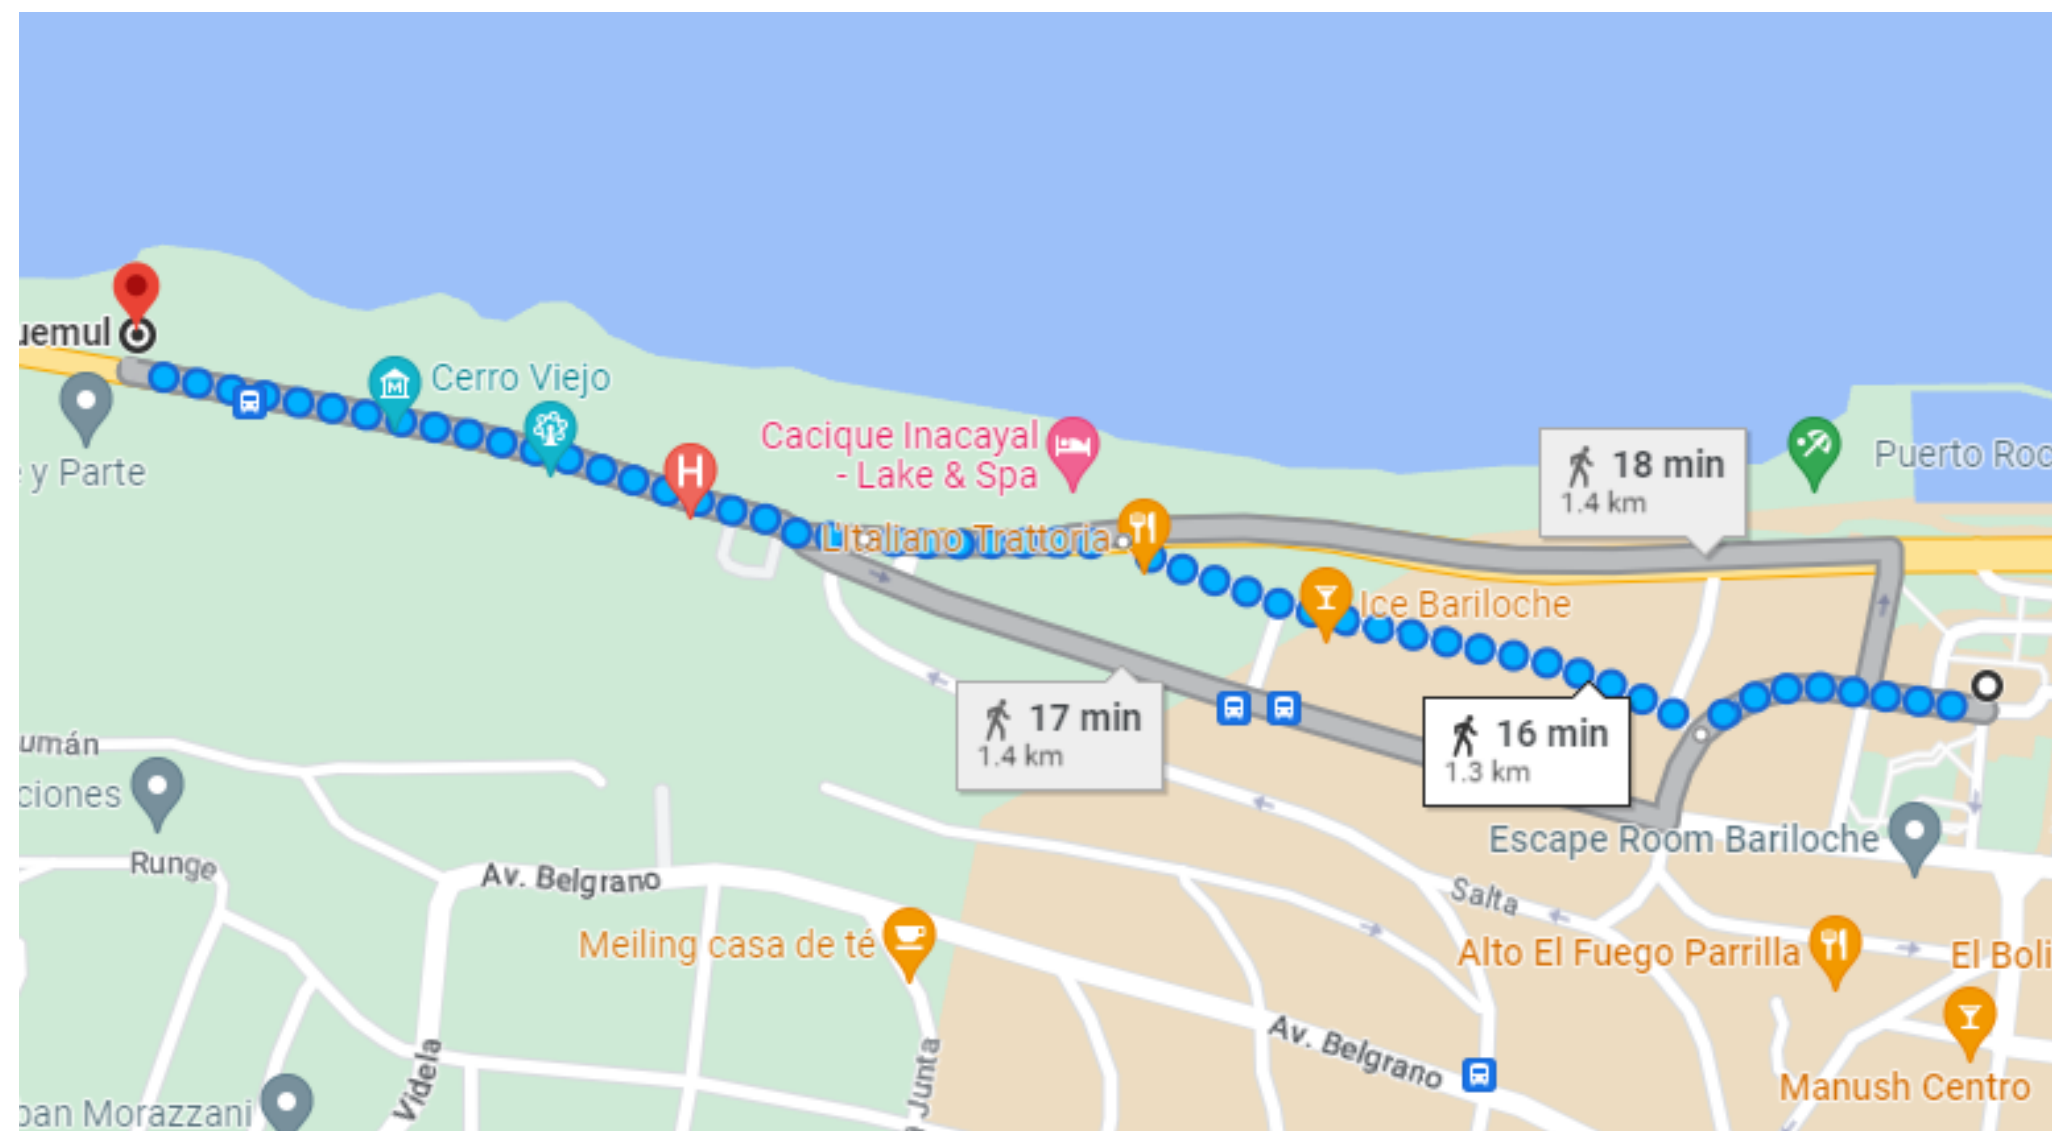 uemul
Cerro Viejo
y Parte
H
Cacique Inacayal
- Lake & Spa
18 min
1.4 km
Puerto Roc
L'Italiano Trattoria
Ice Bariloche
17 min
1.4 km
16 min
1.3 km
umán
ciones
Escape Room Bariloche
Runge
Av. Belgrano
Salta
Meiling casa de té
Alto El Fuego Parrilla
El Boli
Av. Belgrano
Videla
Junta
Manush Centro
ban Morazzani